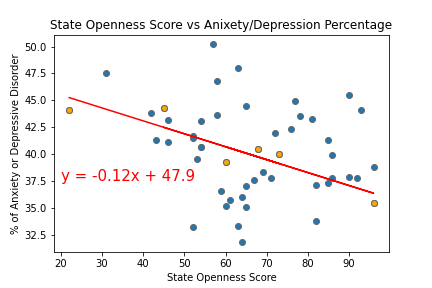 State Openness Score vs Anixety/Depression Percentage
% of Anxiety or Depressive Disorder
50.0
47.5
45.0
42.5
40.0
37.5
35.0
32.5
y = -0.12x + 47.9
20 30 40 50 60 70 80 90
State Openness Score